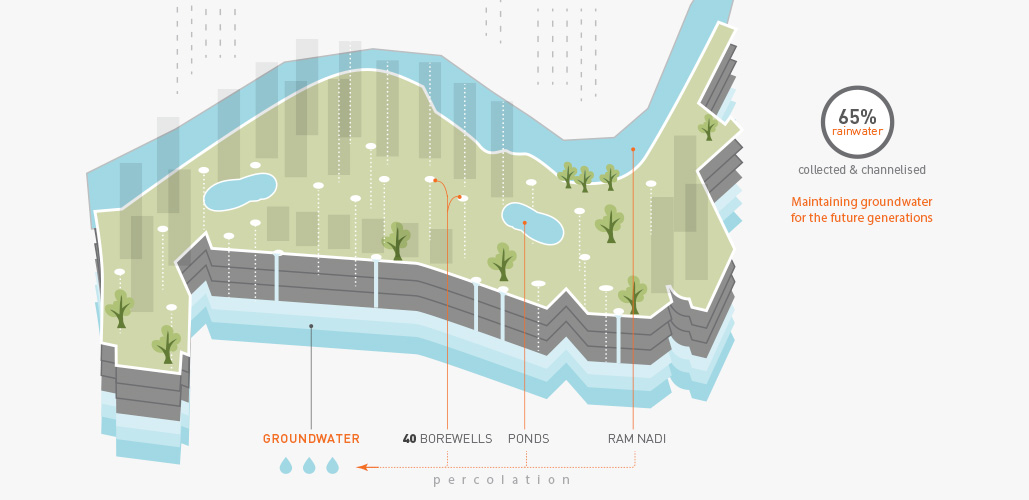 65%
rainwater
collected & channelised
Maintaining groundwater
for the future generations
GROUNDWATER 40 BOREWELLS PONDS RAM NADI
percolation